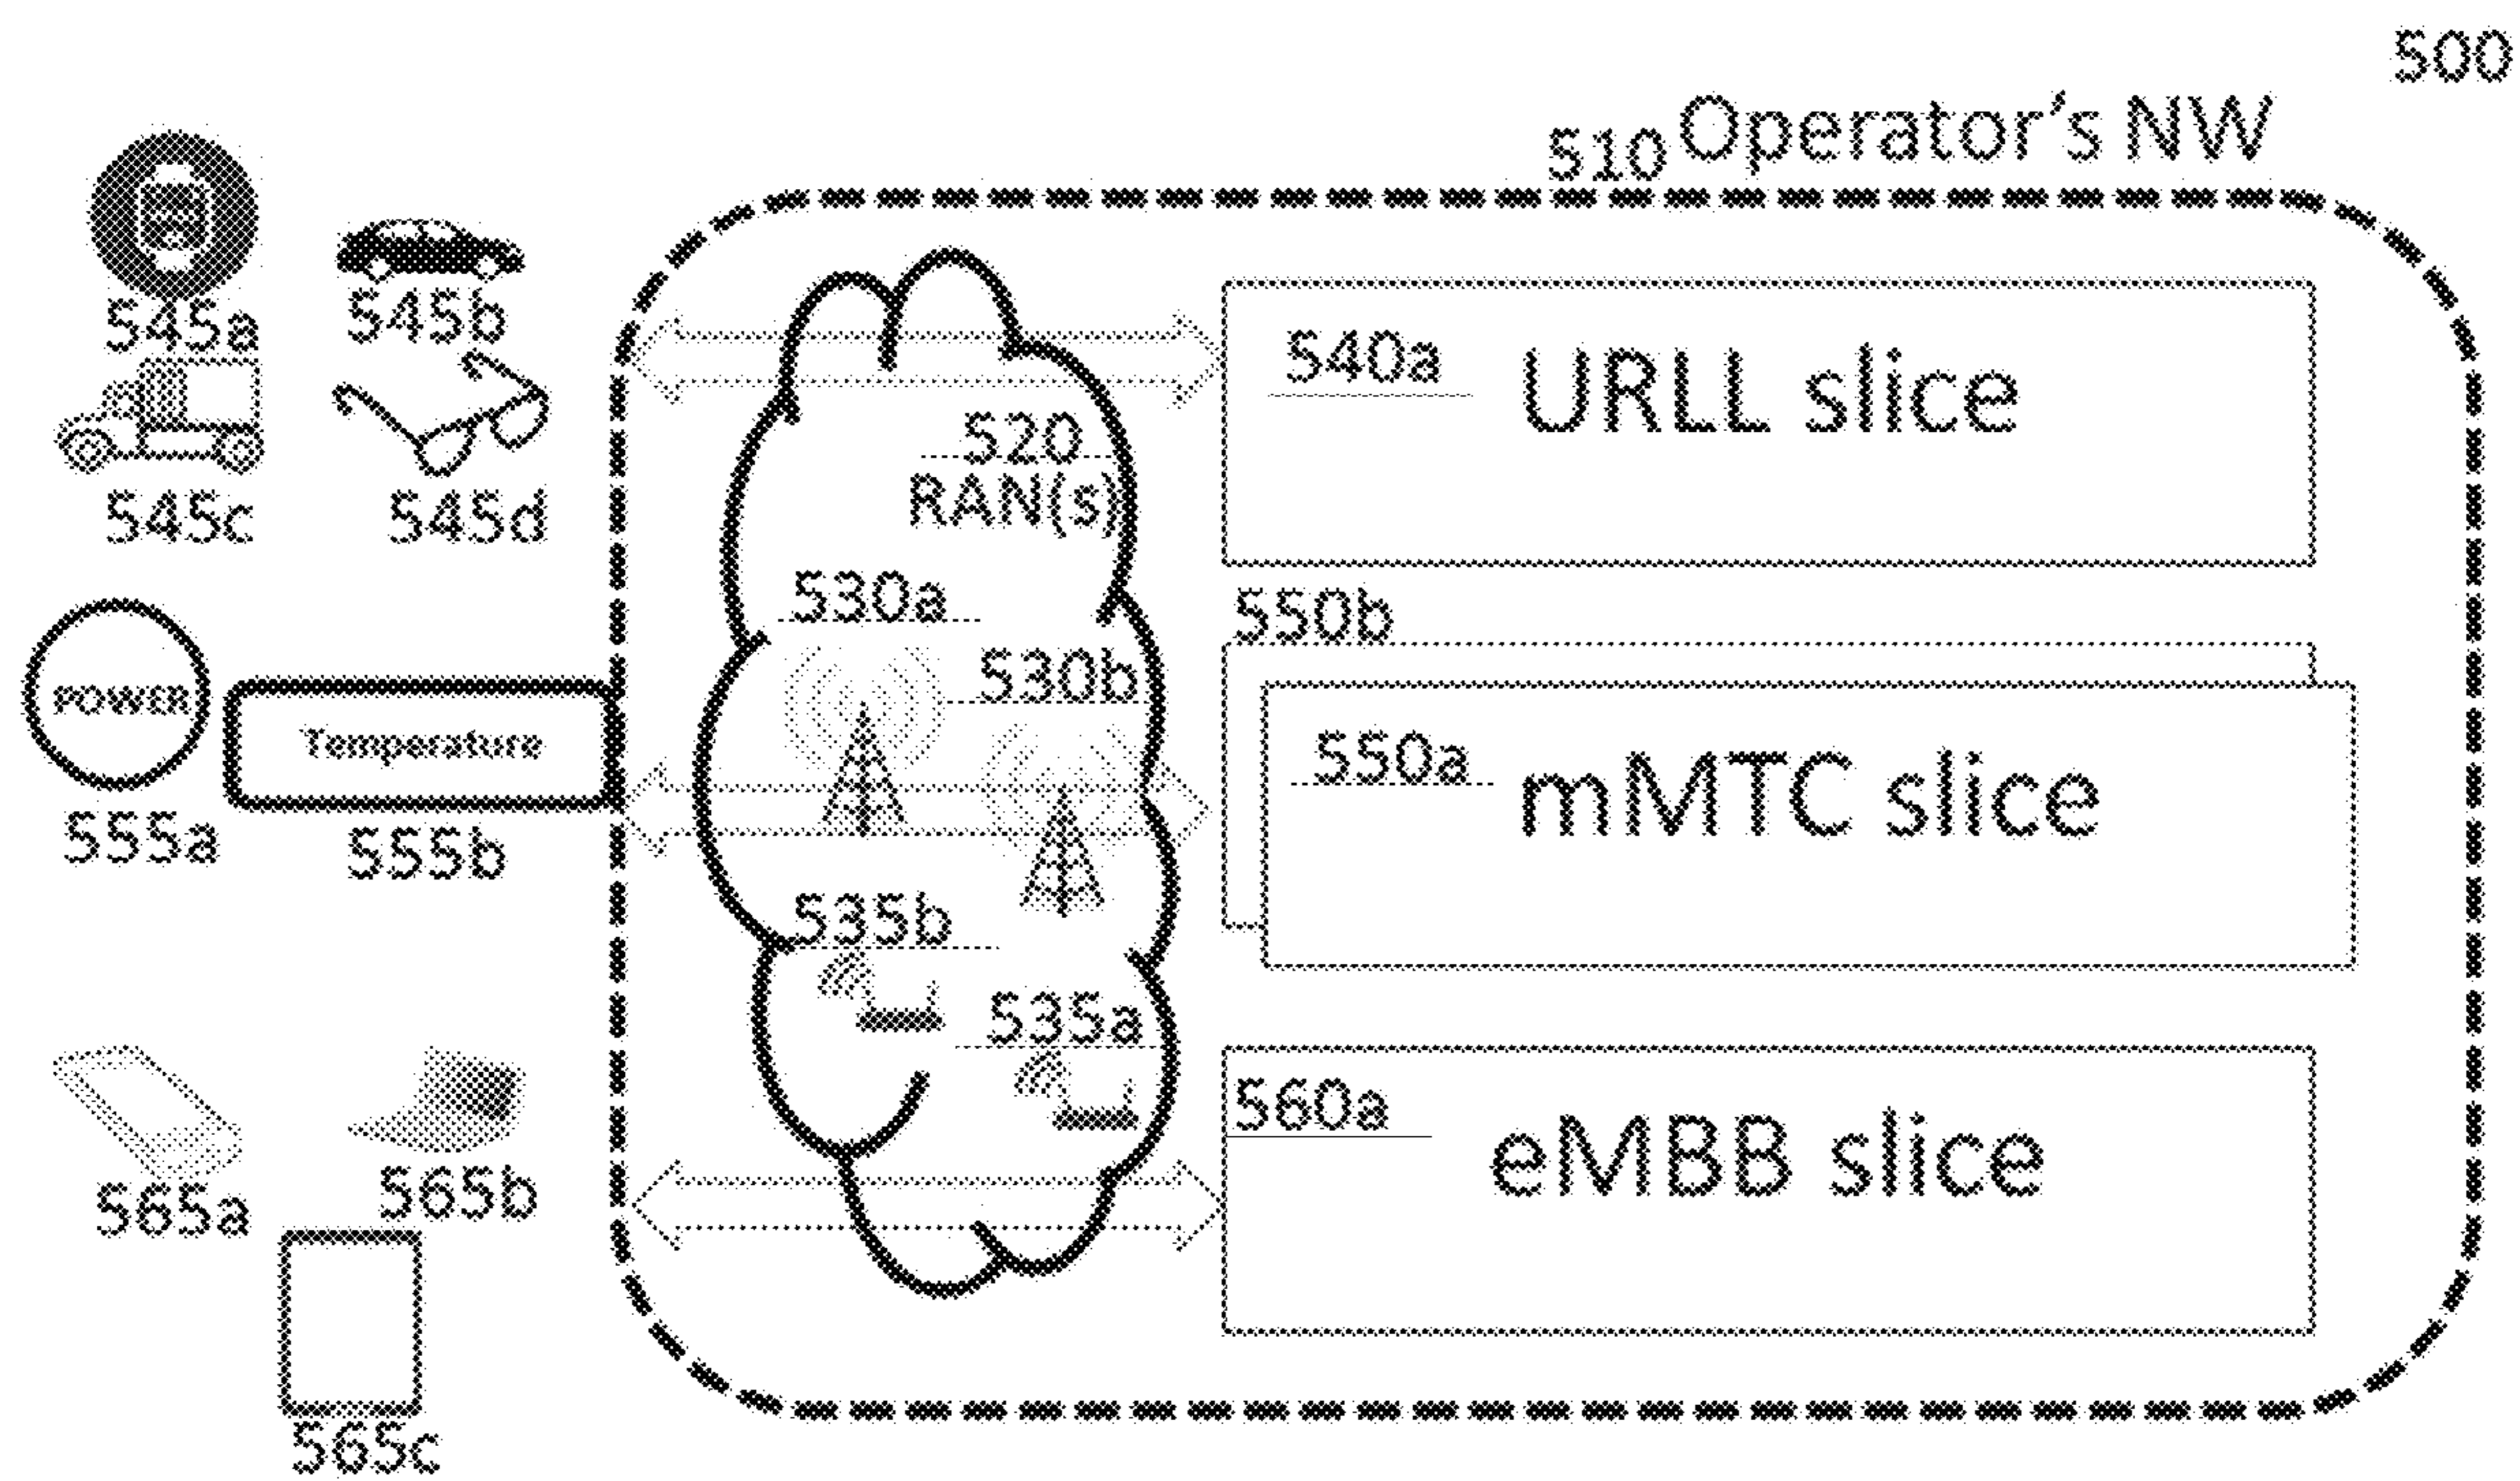 500
510 Operator's NW
545a
545b
545c
545d
540a URLL slice
520
RAN(s)
530a
530b
550b
550a mMTC slice
POWER
Temperature
555a
555b
535b
535a
560a eMBB slice
565a
565b
565c